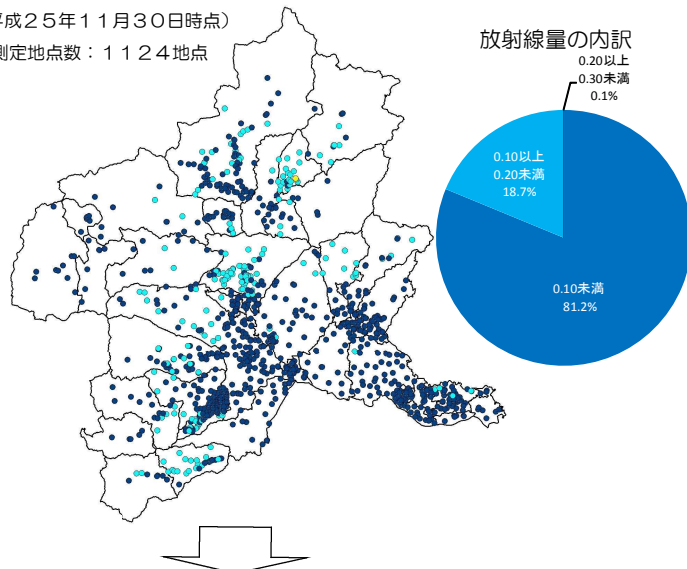 平成25年11月30日時点）
測定地点数：1124地点
放射線量の内訳
0.20以上
0.30未満
0.1%
0.10以上
0.20未満
18.7%
0.10未満
81.2%